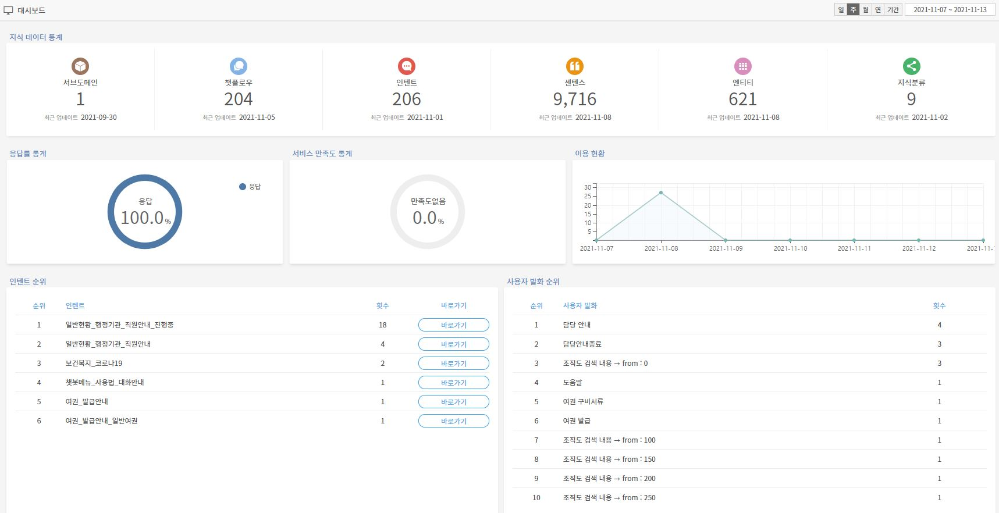 대시보드
일 주 월 연 기간 2021-11-07 ~ 2021-11-13
지식 데이터 통계
서브도메인
1
최근 업데이트 2021-09-30
챗플로우
204
최근 업데이트 2021-11-05
인텐트
206
최근 업데이트 2021-11-01
센텐스
9,716
최근 업데이트 2021-11-08
엔티티
621
최근 업데이트 2021-11-08
지식분류
9
최근 업데이트 2021-11-02
응답률 통계
응답
100.0 %
응답
서비스 만족도 통계
만족도없음
0.0 %
이용 현황
30
25
20
15
10
5
2021-11-07 2021-11-08 2021-11-09 2021-11-10 2021-11-11 2021-11-12 2021-11-
인텐트 순위
순위 인텐트 횟수 바로가기
1 일반현황_행정기관_직원안내_진행중 18 바로가기
2 일반현황_행정기관_직원안내 4 바로가기
3 보건복지_코로나19 2 바로가기
4 챗봇메뉴_사용법_대화안내 1 바로가기
5 여권_발급안내 1 바로가기
6 여권_발급안내_일반여권 1 바로가기
사용자 발화 순위
순위 사용자 발화 횟수
1 담당 안내 4
2 담당안내종료 3
3 조직도 검색 내용 → from : 0 3
4 도움말 1
5 여권 구비서류 1
6 여권 발급 1
7 조직도 검색 내용 → from : 100 1
8 조직도 검색 내용 → from : 150 1
9 조직도 검색 내용 → from : 200 1
10 조직도 검색 내용 → from : 250 1